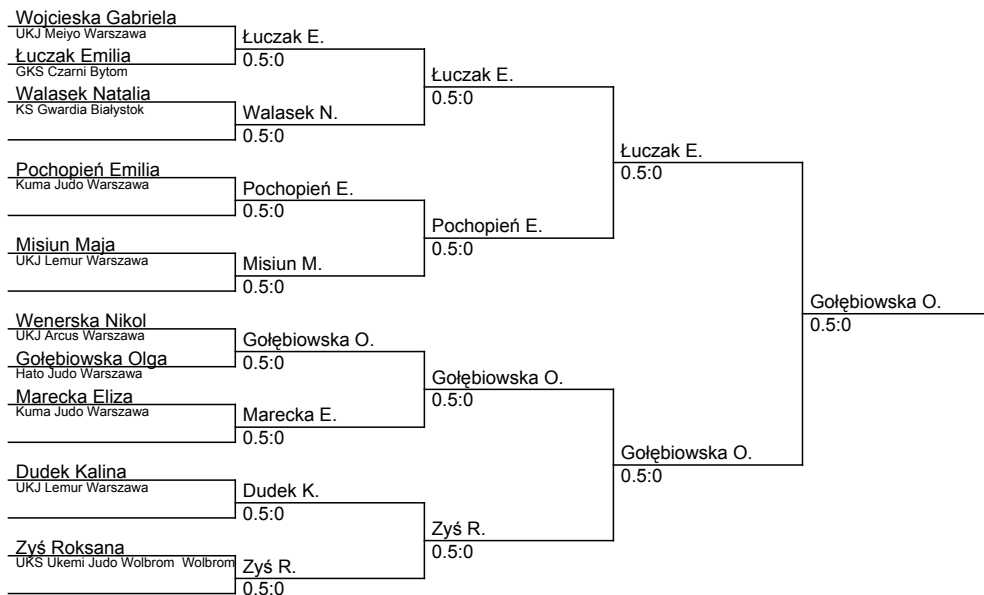 Wojcieska Gabriela
UKJ Meiyo Warszawa
Łuczak Emilia
GKS Czarni Bytom
Walasek Natalia
KS Gwardia Białystok
Pochopień Emilia
Kuma Judo Warszawa
Misiun Maja
UKJ Lemur Warszawa
Wenerska Nikol
UKJ Arcus Warszawa
Gołębiowska Olga
Hato Judo Warszawa
Marecka Eliza
Kuma Judo Warszawa
Dudek Kalina
UKJ Lemur Warszawa
Zyś Roksana
UKS Ukemi Judo Wolbrom Wolbrom
Łuczak E.
0.5:0
Walasek N.
0.5:0
Pochopień E.
0.5:0
Misiun M.
0.5:0
Gołębiowska O.
0.5:0
Marecka E.
0.5:0
Dudek K.
0.5:0
Zyś R.
0.5:0
Łuczak E.
0.5:0
Pochopień E.
0.5:0
Gołębiowska O.
0.5:0
Zyś R.
0.5:0
Łuczak E.
0.5:0
Gołębiowska O.
0.5:0
Gołębiowska O.
0.5:0